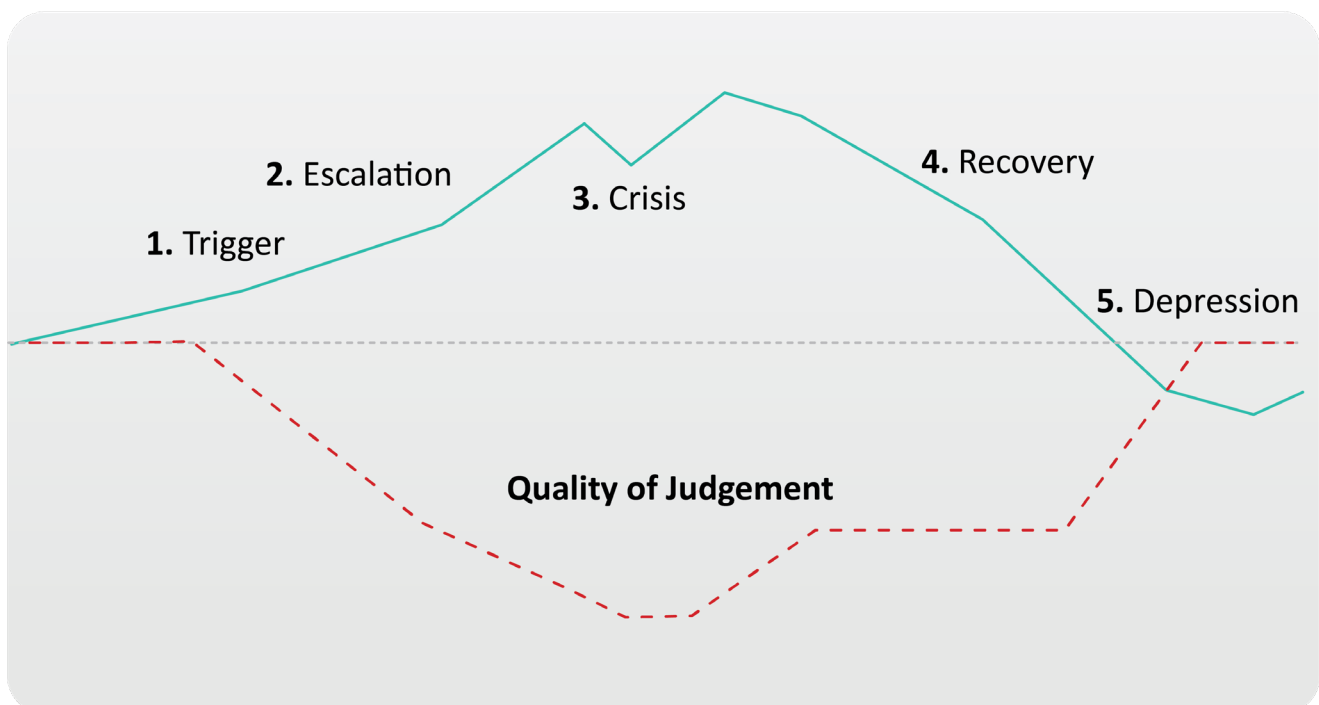 1. Trigger
2. Escalation
3. Crisis
4. Recovery
5. Depression
Quality of Judgement